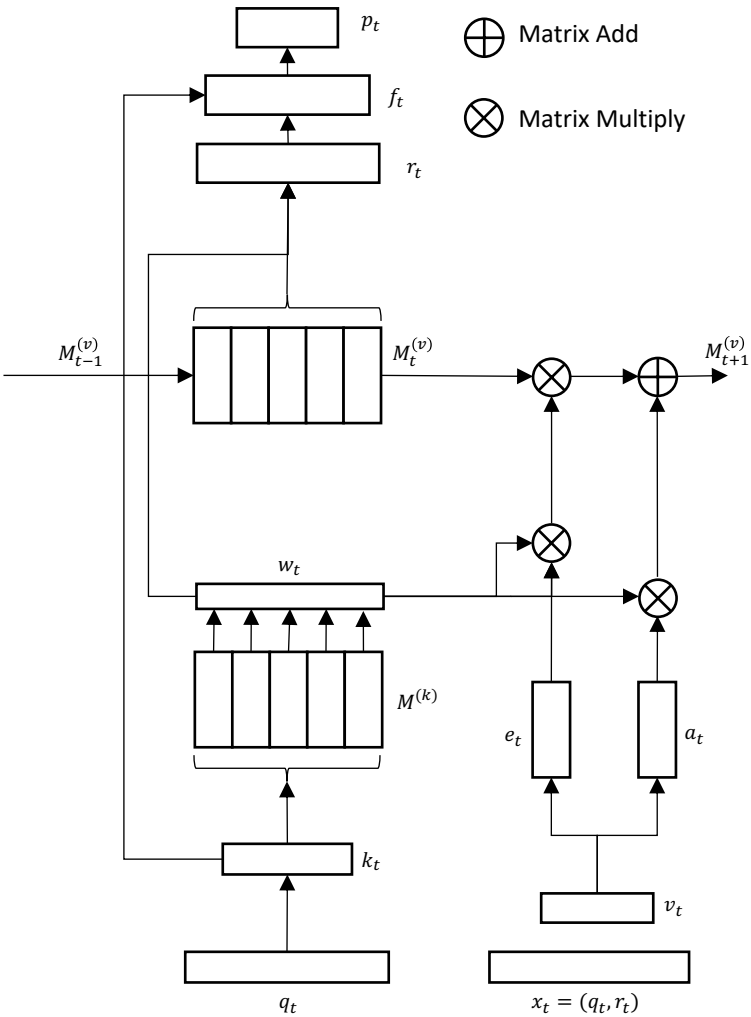 p_t
Matrix Add
f_t
Matrix Multiply
r_t
M_{t-1}^{(v)}
M_t^{(v)}
M_{t+1}^{(v)}
w_t
M^{(k)}
e_t
a_t
k_t
v_t
q_t
x_t = (q_t, r_t)